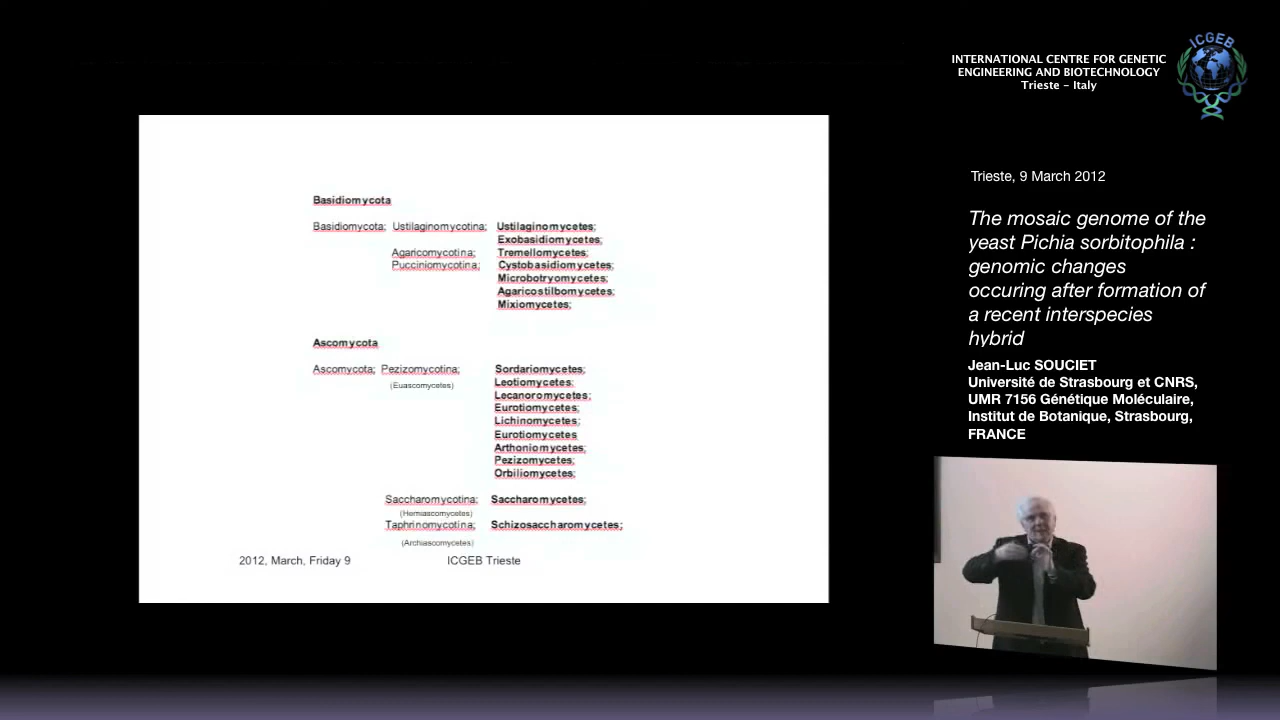 INTERNATIONAL CENTRE FOR GENETIC
ENGINEERING AND BIOTECHNOLOGY
Trieste - Italy
ICGEB
Trieste, 9 March 2012
The mosaic genome of the
yeast Pichia sorbitophila :
genomic changes
occuring after formation of
a recent interspecies
hybrid
Jean-Luc SOUCIET
Université de Strasbourg et CNRS,
UMR 7156 Génétique Moléculaire,
Institut de Botanique, Strasbourg,
FRANCE
Basidiomycota
Basidiomycota; Ustilaginomycotina; Ustilaginomycetes;
Exobasidiomycetes;
Agaricomycotina; Tremellomycetes;
Pucciniomycotina; Cystobasidiomycetes;
Microbotryomycetes;
Agaricostilbomycetes;
Mixiomycetes;
Ascomycota
Ascomycota; Pezizomycotina; Sordariomycetes;
(Euascomycetes) Leotiomycetes;
Lecanoromycetes;
Eurotiomycetes;
Lichinomycetes;
Eurotiomycetes
Arthoniomycetes;
Pezizomycetes;
Orbiliomycetes;
Saccharomycotina; Saccharomycetes;
(Hemiascomycetes)
Taphrinomycotina; Schizosaccharomycetes;
(Archiascomycetes)
2012, March, Friday 9 ICGEB Trieste